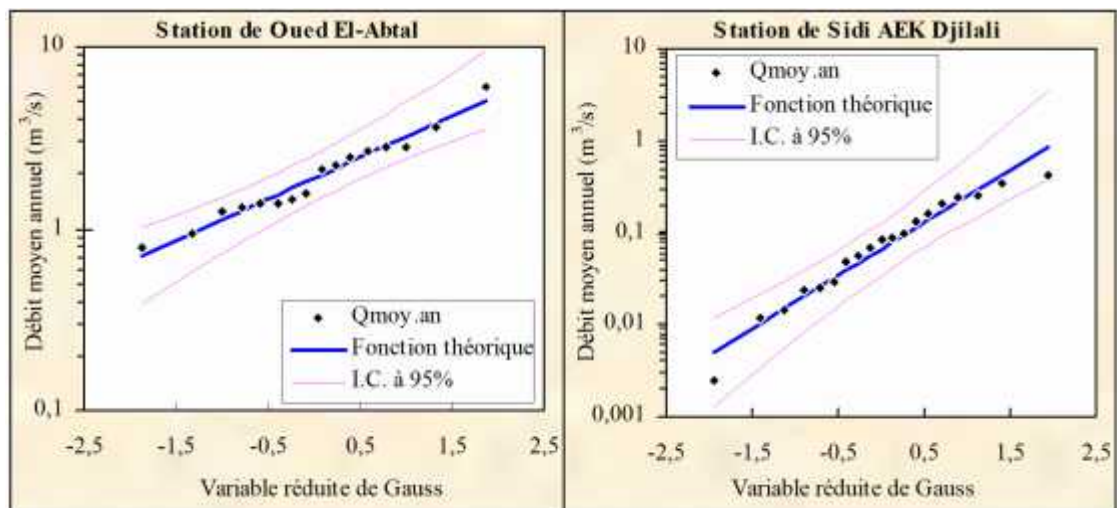 Station de Oued El-Abtal
Débit moyen annuel (m³/s)
10
1
0,1
Qmoy.an
Fonction théorique
I.C. à 95%
-2,5 -1,5 -0,5 0,5 1,5 2,5
Variable réduite de Gauss
Station de Sidi AEK Djilali
Débit moyen annuel (m³/s)
10
1
0,1
0,01
0,001
Qmoy.an
Fonction théorique
I.C. à 95%
-2,5 -1,5 -0,5 0,5 1,5 2,5
Variable réduite de Gauss